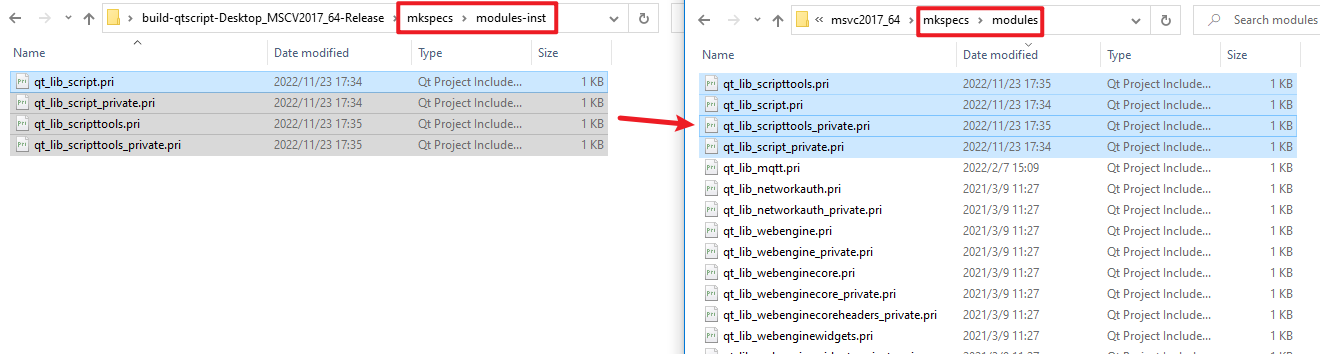 build-qtscript-Desktop_MSCV2017_64-Release > mkspecs > modules-inst
Name Date modified Type Size
qt_lib_script.pri 2022/11/23 17:34 Qt Project Include... 1 KB
qt_lib_script_private.pri 2022/11/23 17:34 Qt Project Include... 1 KB
qt_lib_scripttools.pri 2022/11/23 17:35 Qt Project Include... 1 KB
qt_lib_scripttools_private.pri 2022/11/23 17:35 Qt Project Include... 1 KB
« msvc2017_64 > mkspecs > modules Search modules
Name Date modified Type Size
qt_lib_scripttools.pri 2022/11/23 17:35 Qt Project Include... 1 KB
qt_lib_script.pri 2022/11/23 17:34 Qt Project Include... 1 KB
qt_lib_scripttools_private.pri 2022/11/23 17:35 Qt Project Include... 1 KB
qt_lib_script_private.pri 2022/11/23 17:34 Qt Project Include... 1 KB
qt_lib_mqtt.pri 2022/2/7 15:09 Qt Project Include... 1 KB
qt_lib_networkauth.pri 2021/3/9 11:27 Qt Project Include... 1 KB
qt_lib_networkauth_private.pri 2021/3/9 11:27 Qt Project Include... 1 KB
qt_lib_webengine.pri 2021/3/9 11:27 Qt Project Include... 1 KB
qt_lib_webengine_private.pri 2021/3/9 11:27 Qt Project Include... 1 KB
qt_lib_webenginecore.pri 2021/3/9 11:27 Qt Project Include... 1 KB
qt_lib_webenginecore_private.pri 2021/3/9 11:27 Qt Project Include... 1 KB
qt_lib_webenginecoreheaders_private.pri 2021/3/9 11:27 Qt Project Include... 1 KB
qt_lib_webenginewidgets.pri 2021/3/9 11:27 Qt Project Include... 1 KB